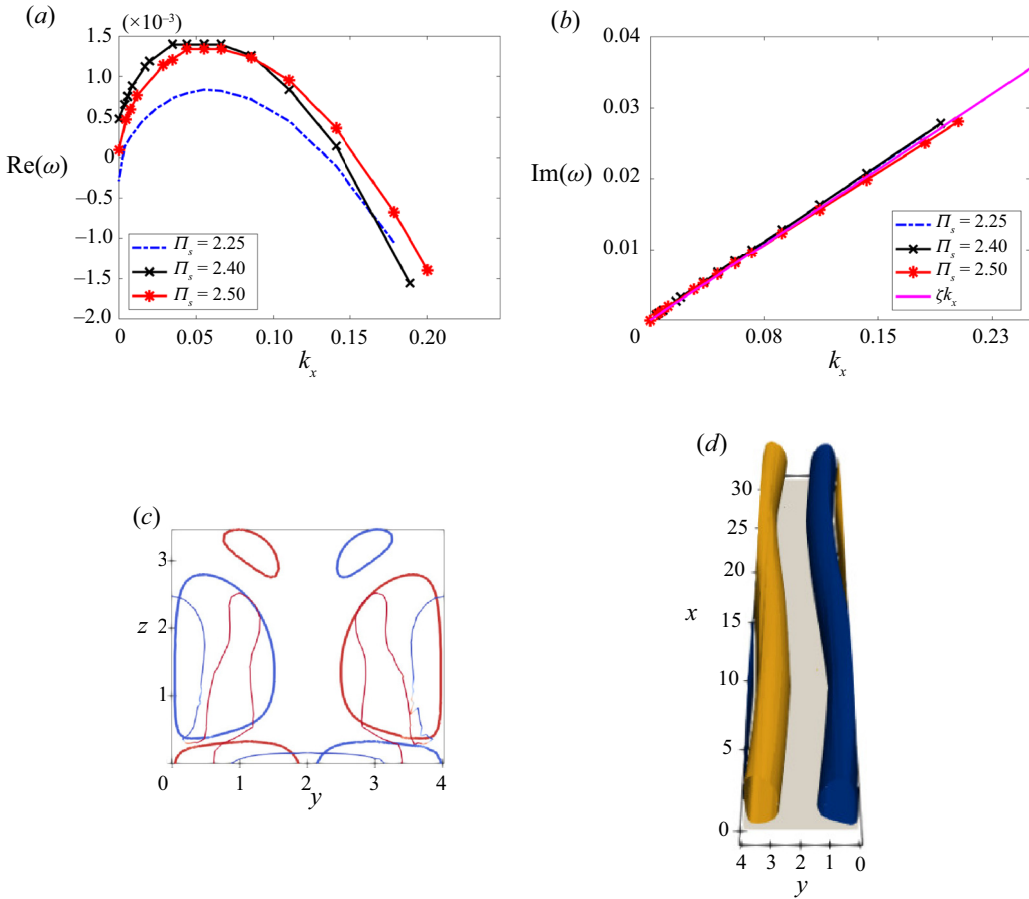 (a)
(×10⁻³)
1.5
1.0
0.5
0
Re(ω)
–0.5
–1.0
–1.5
–2.0
Π_s = 2.25
Π_s = 2.40
Π_s = 2.50
0 0.05 0.10 0.15 0.20
k_x
(b)
0.04
0.03
Im(ω)
0.02
0.01
Π_s = 2.25
Π_s = 2.40
Π_s = 2.50
ζk_x
0 0.08 0.15 0.23
k_x
(c)
3
z 2
1
0 1 2 3 4
y
(d)
30
25
20
x
15
10
5
0
4 3 2 1 0
y